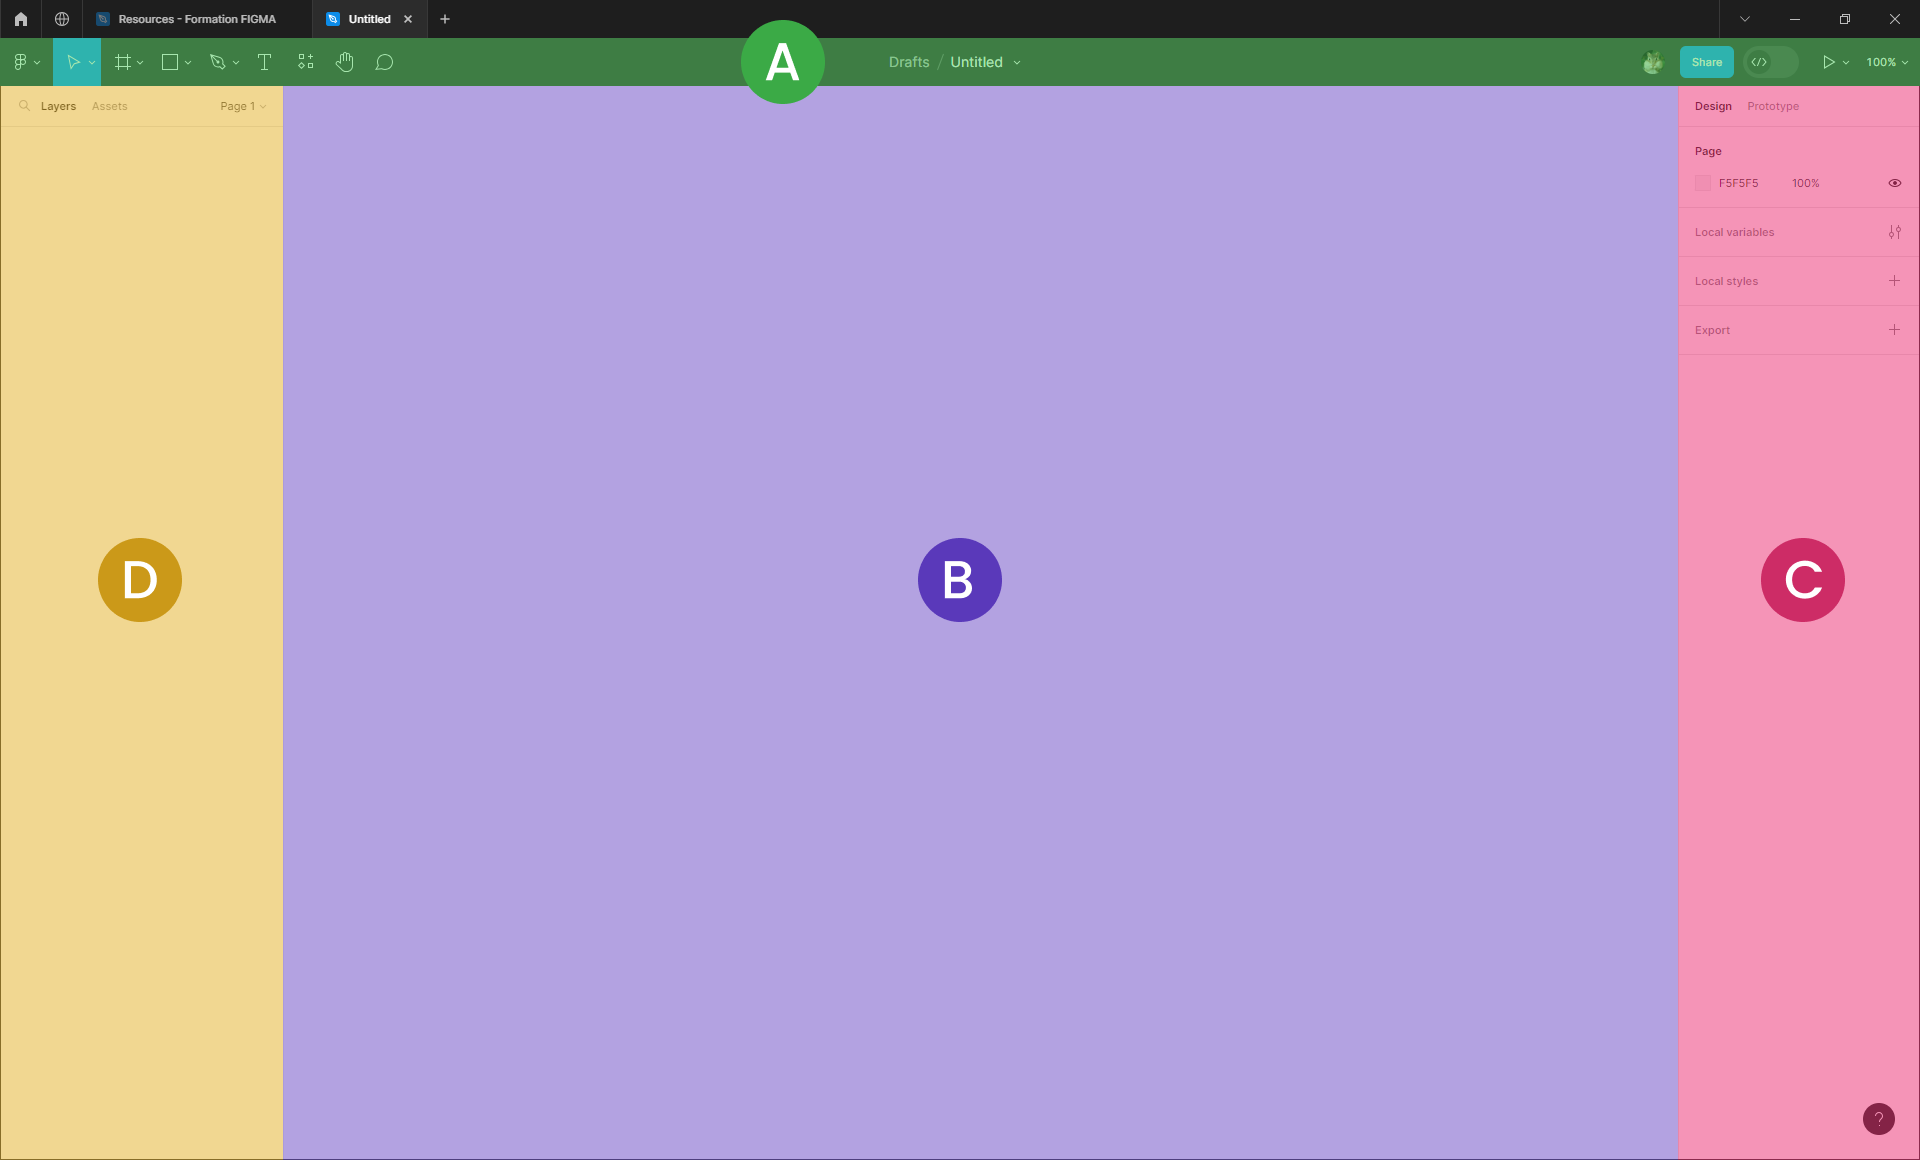 Resources - Formation FIGMA
Untitled
A
Drafts / Untitled
Share
100%
Layers Assets Page 1
Design Prototype
Page
F5F5F5 100%
Local variables
Local styles
Export
D
B
C
?